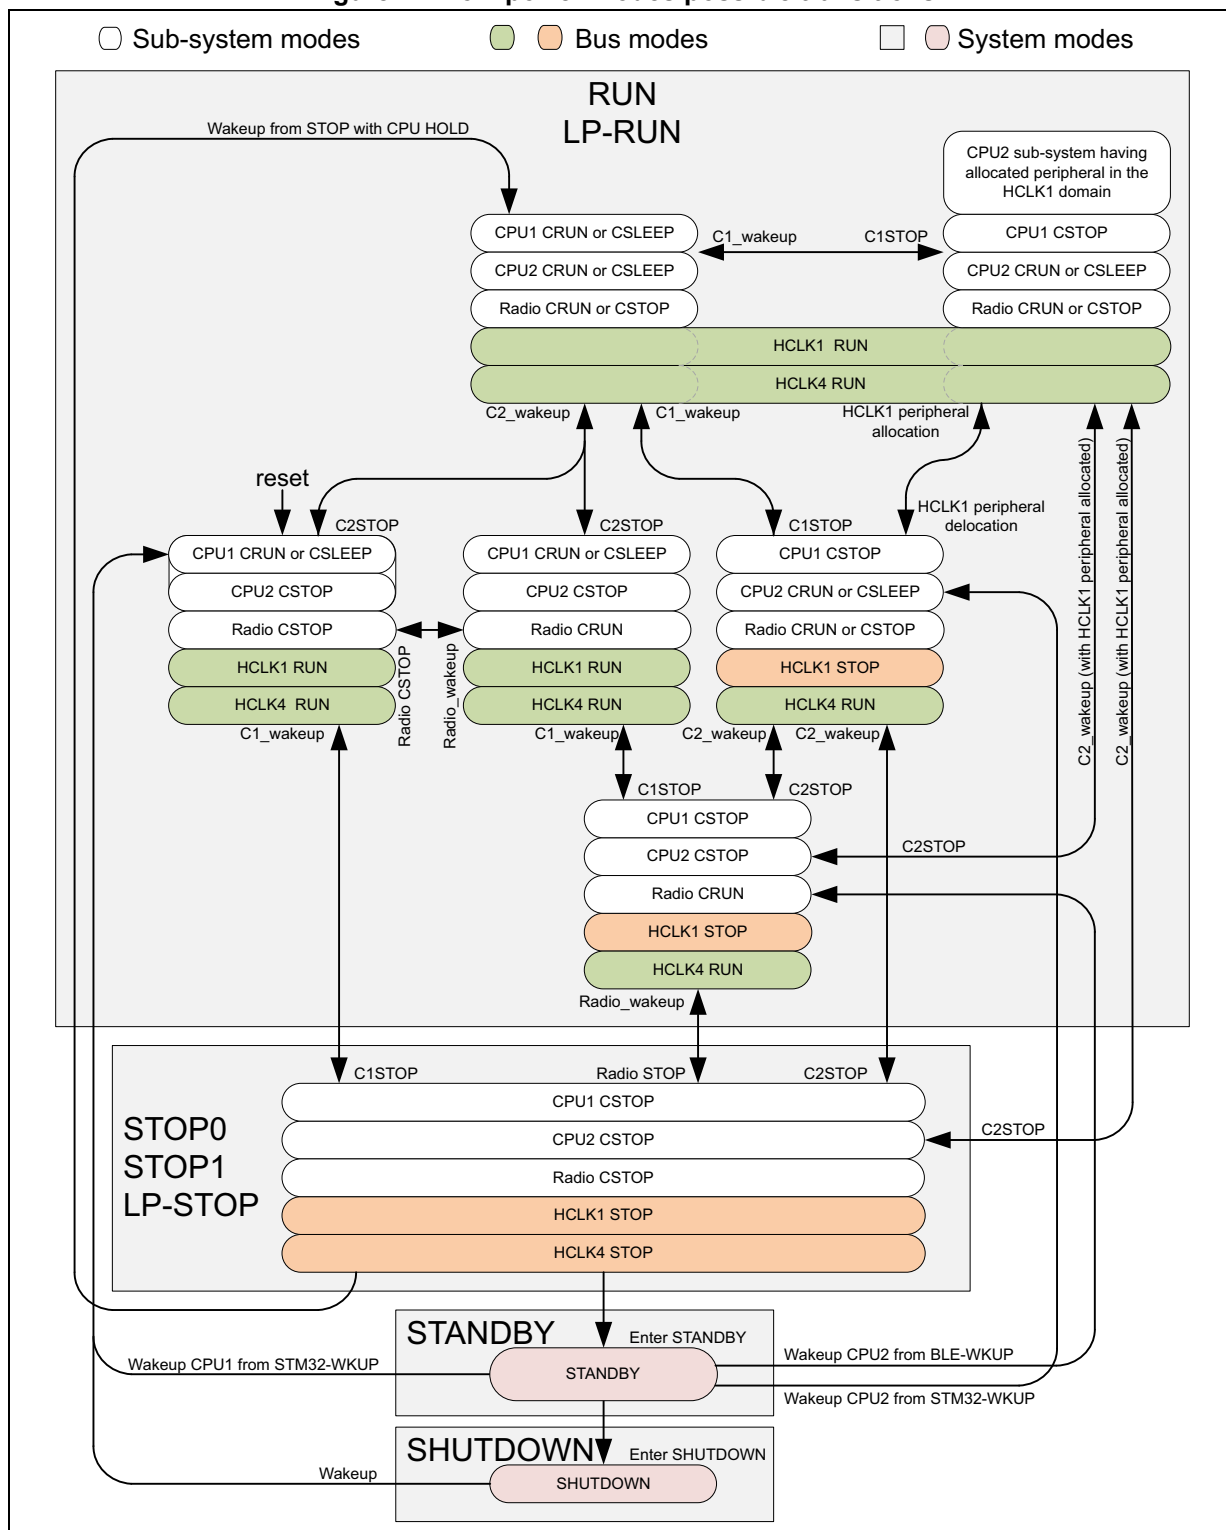 Sub-system modes
Bus modes
System modes
RUN
LP-RUN
Wakeup from STOP with CPU HOLD
CPU2 sub-system having
allocated peripheral in the
HCLK1 domain
CPU1 CRUN or CSLEEP
C1_wakeup
C1STOP
CPU1 CSTOP
CPU2 CRUN or CSLEEP
CPU2 CRUN or CSLEEP
Radio CRUN or CSTOP
Radio CRUN or CSTOP
HCLK1 RUN
HCLK4 RUN
C2_wakeup
C1_wakeup
HCLK1 peripheral
allocation
reset
C2STOP
C2STOP
C1STOP
HCLK1 peripheral
delocation
C2_wakeup (with HCLK1 peripheral allocated)
C2_wakeup (with HCLK1 peripheral allocated)
CPU1 CRUN or CSLEEP
CPU2 CSTOP
Radio CSTOP
HCLK1 RUN
HCLK4 RUN
C1_wakeup
Radio CSTOP
Radio_wakeup
CPU1 CRUN or CSLEEP
CPU2 CSTOP
Radio CRUN
HCLK1 RUN
HCLK4 RUN
C1_wakeup
CPU1 CSTOP
CPU2 CRUN or CSLEEP
Radio CRUN or CSTOP
HCLK1 STOP
HCLK4 RUN
C2_wakeup
C2_wakeup
C1STOP
C2STOP
CPU1 CSTOP
CPU2 CSTOP
C2STOP
Radio CRUN
HCLK1 STOP
HCLK4 RUN
Radio_wakeup
C1STOP
Radio STOP
C2STOP
STOP0
STOP1
LP-STOP
CPU1 CSTOP
CPU2 CSTOP
C2STOP
Radio CSTOP
HCLK1 STOP
HCLK4 STOP
STANDBY
Enter STANDBY
Wakeup CPU1 from STM32-WKUP
STANDBY
Wakeup CPU2 from BLE-WKUP
Wakeup CPU2 from STM32-WKUP
SHUTDOWN
Enter SHUTDOWN
Wakeup
SHUTDOWN